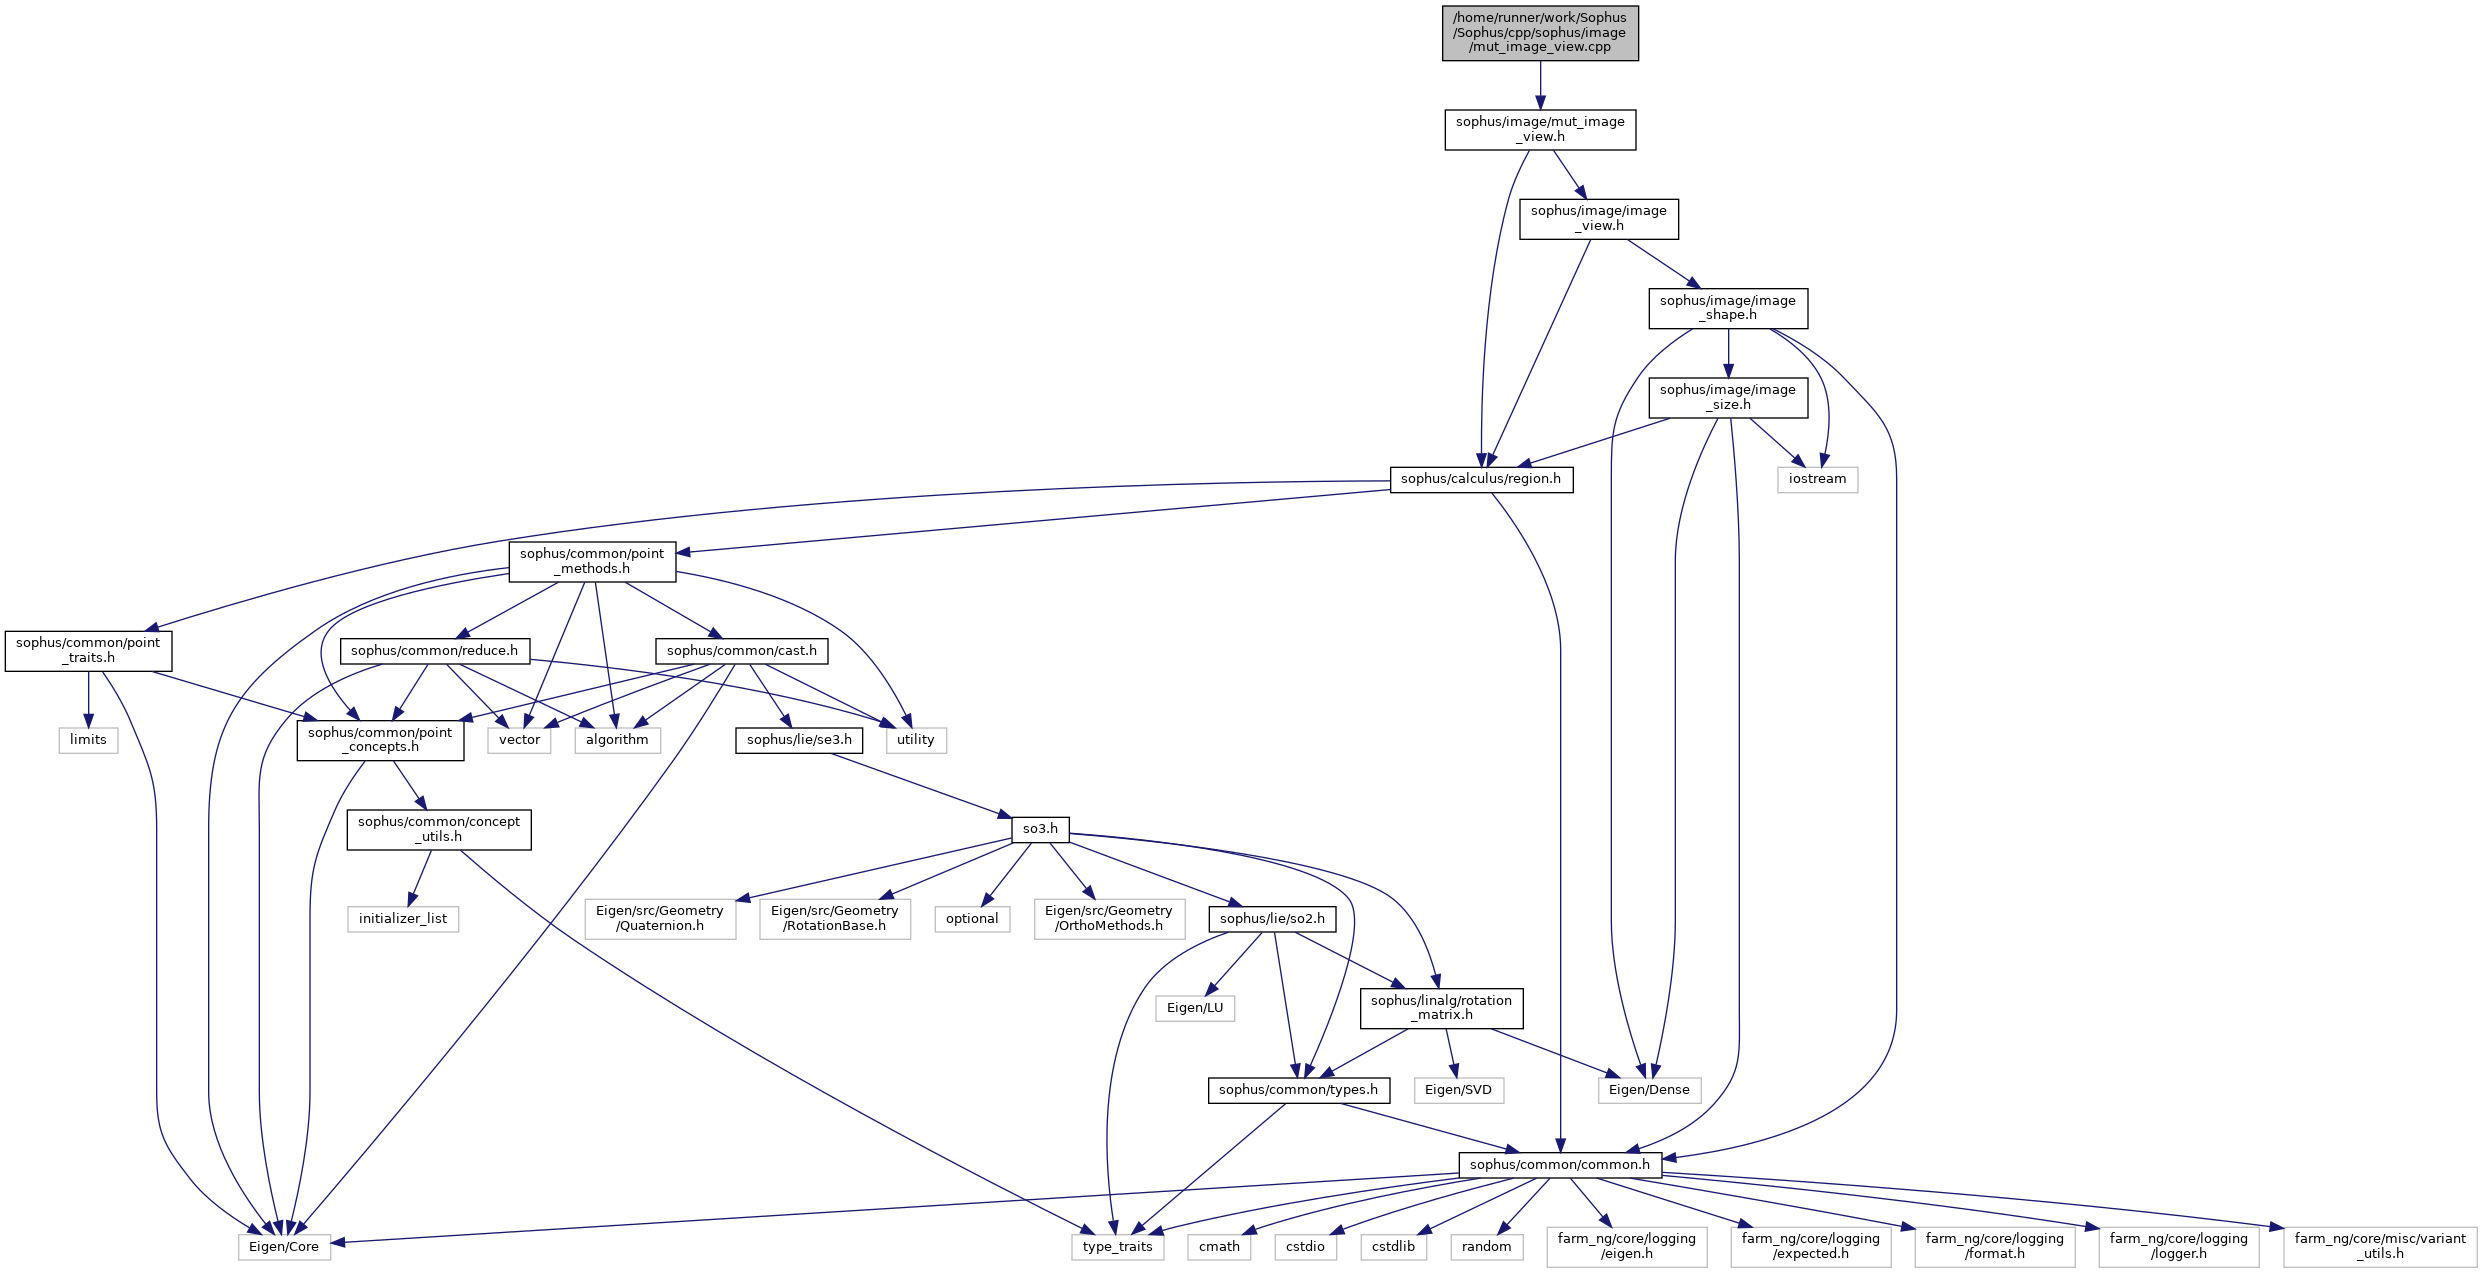 /home/runner/work/Sophus
/Sophus/cpp/sophus/image
/mut_image_view.cpp
sophus/image/mut_image
_view.h
sophus/image/image
_view.h
sophus/image/image
_shape.h
sophus/image/image
_size.h
sophus/calculus/region.h
iostream
sophus/common/point
_methods.h
sophus/common/point
_traits.h
sophus/common/reduce.h
sophus/common/cast.h
limits
sophus/common/point
_concepts.h
vector
algorithm
sophus/lie/se3.h
utility
sophus/common/concept
_utils.h
so3.h
initializer_list
Eigen/src/Geometry
/Quaternion.h
Eigen/src/Geometry
/RotationBase.h
optional
Eigen/src/Geometry
/OrthoMethods.h
sophus/lie/so2.h
Eigen/LU
sophus/linalg/rotation
_matrix.h
sophus/common/types.h
Eigen/SVD
Eigen/Dense
sophus/common/common.h
Eigen/Core
type_traits
cmath
cstdio
cstdlib
random
farm_ng/core/logging
/eigen.h
farm_ng/core/logging
/expected.h
farm_ng/core/logging
/format.h
farm_ng/core/logging
/logger.h
farm_ng/core/misc/variant
_utils.h